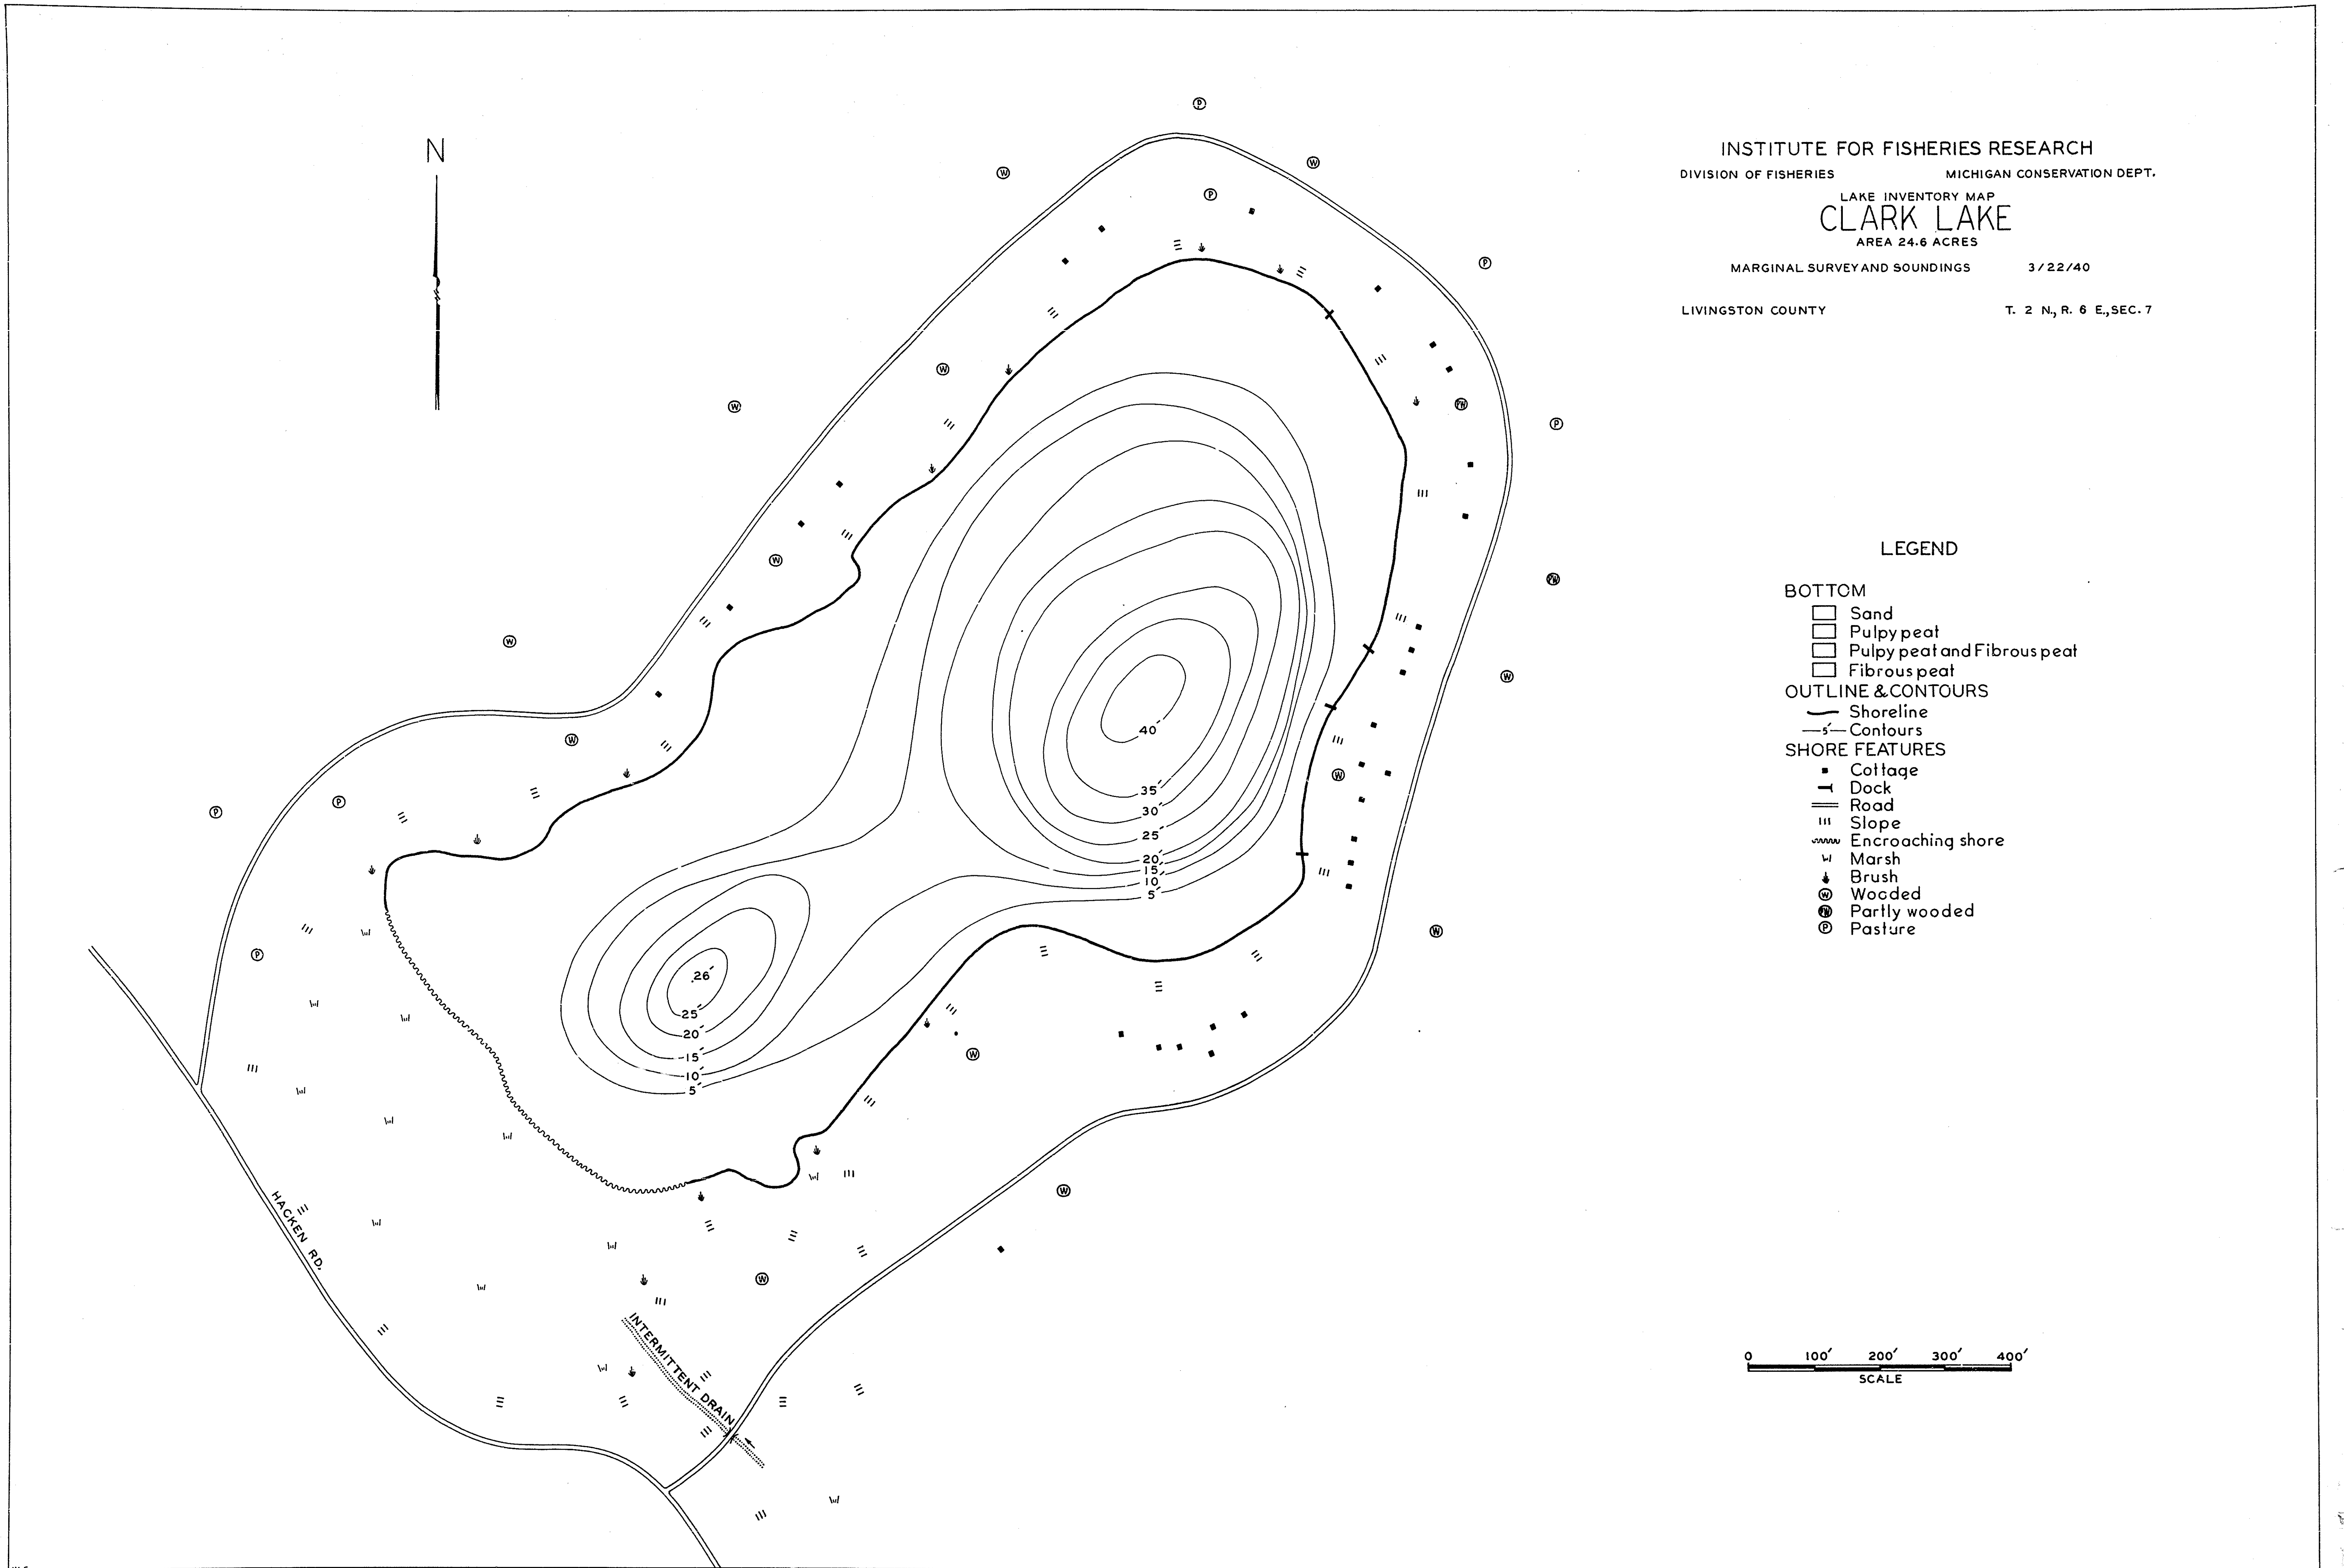 N
INSTITUTE FOR FISHERIES RESEARCH
DIVISION OF FISHERIES MICHIGAN CONSERVATION DEPT.
LAKE INVENTORY MAP
CLARK LAKE
AREA 24.6 ACRES
MARGINAL SURVEY AND SOUNDINGS 3/22/40
LIVINGSTON COUNTY T. 2 N., R. 6 E., SEC. 7
LEGEND
BOTTOM
Sand
Pulpy peat
Pulpy peat and Fibrous peat
Fibrous peat
OUTLINE & CONTOURS
Shoreline
5' Contours
SHORE FEATURES
Cottage
Dock
Road
Slope
Encroaching shore
Marsh
Brush
W Wooded
PW Partly wooded
P Pasture
40'
35'
30'
25'
20'
15'
10'
5'
26'
25'
20'
15'
10'
5'
HACKEN RD.
INTERMITTENT DRAIN
0 100' 200' 300' 400'
SCALE